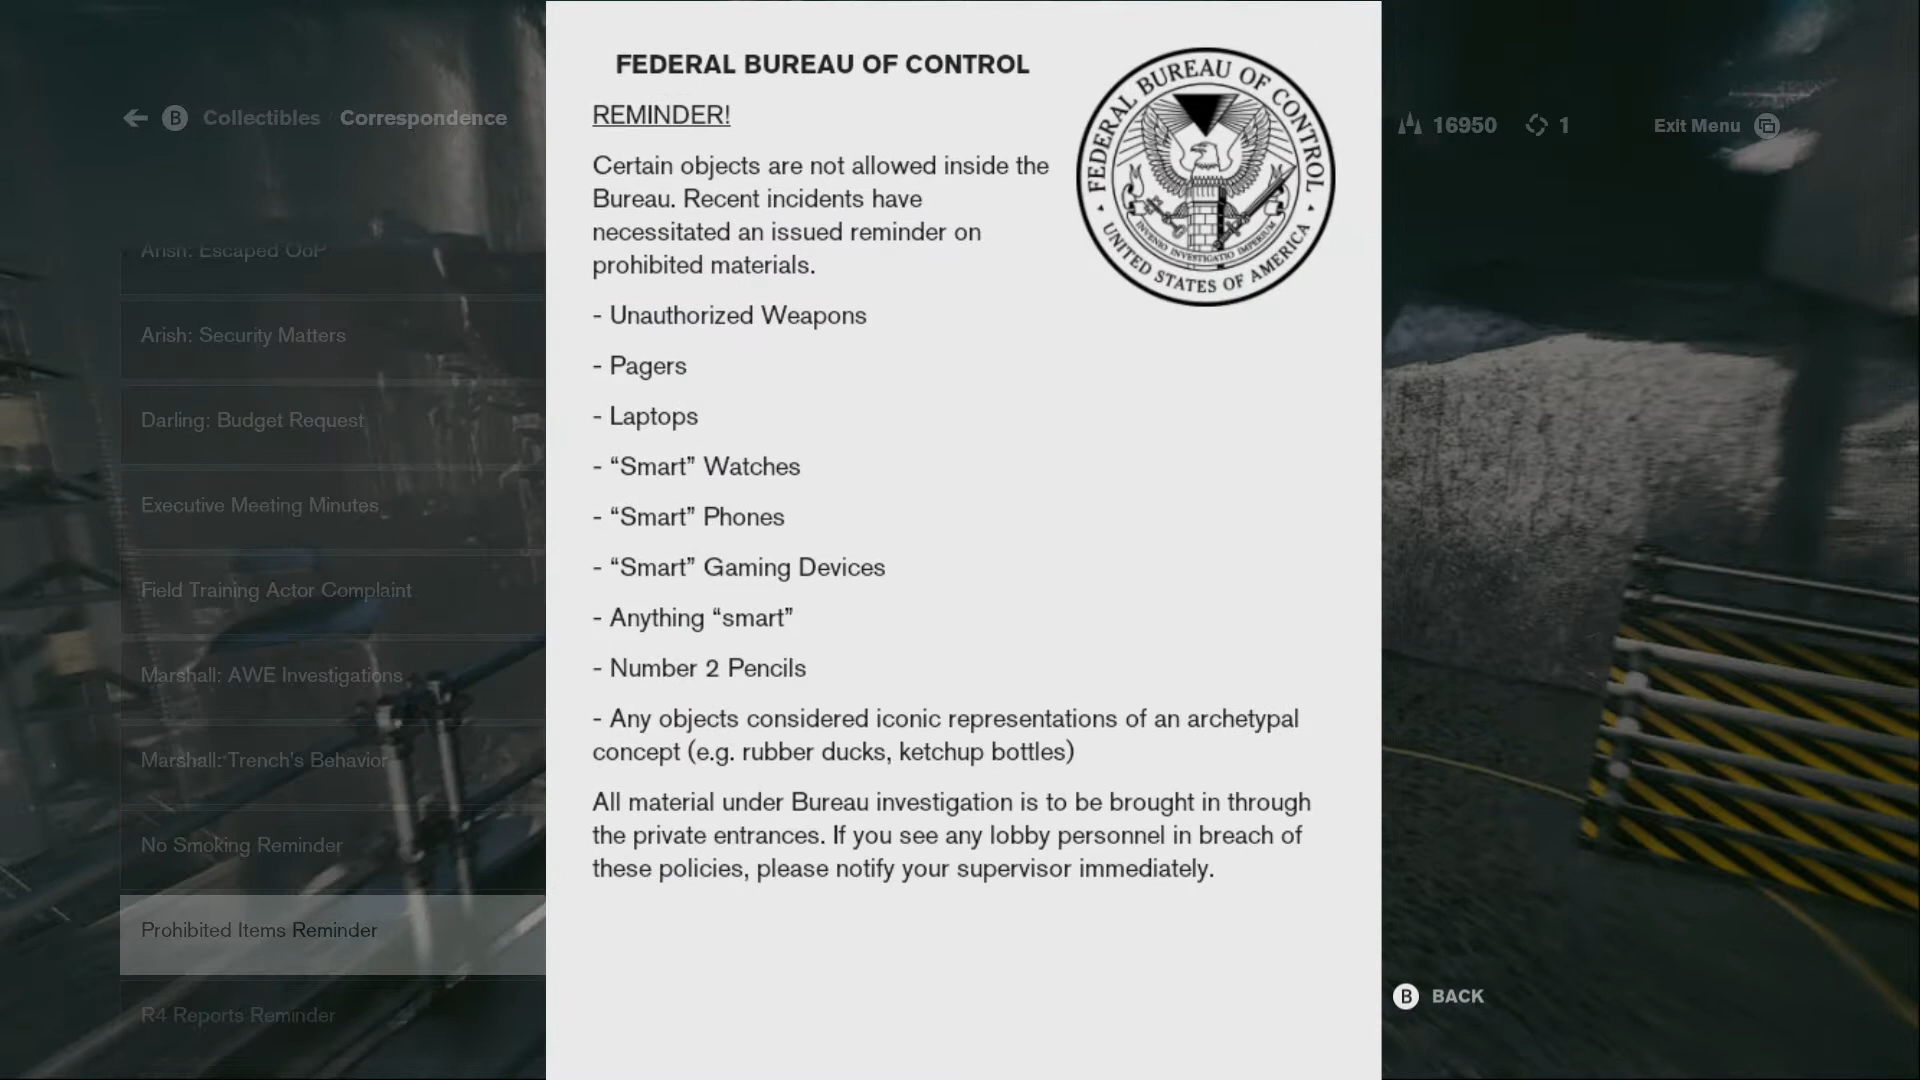 Collectibles / Correspondence
B
16950
1
Exit Menu
Arish: Escaped OoP
Arish: Security Matters
Darling: Budget Request
Executive Meeting Minutes
Field Training Actor Complaint
Marshall: AWE Investigations
Marshall: Trench's Behavior
No Smoking Reminder
Prohibited Items Reminder
R4 Reports Reminder
FEDERAL BUREAU OF CONTROL
REMINDER!
Certain objects are not allowed inside the
Bureau. Recent incidents have
necessitated an issued reminder on
prohibited materials.
- Unauthorized Weapons
- Pagers
- Laptops
- “Smart” Watches
- “Smart” Phones
- “Smart” Gaming Devices
- Anything “smart”
- Number 2 Pencils
- Any objects considered iconic representations of an archetypal
concept (e.g. rubber ducks, ketchup bottles)
All material under Bureau investigation is to be brought in through
the private entrances. If you see any lobby personnel in breach of
these policies, please notify your supervisor immediately.
FEDERAL BUREAU OF CONTROL
INVENIO INVESTIGATIO IMPERIUM
UNITED STATES OF AMERICA
B BACK